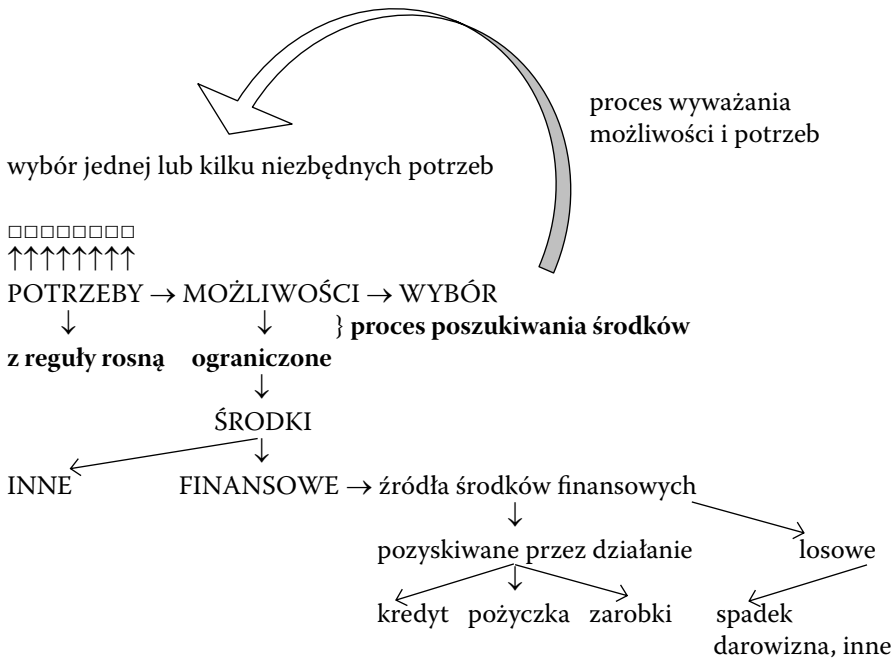 proces wyważania
możliwości i potrzeb
wybór jednej lub kilku niezbędnych potrzeb
□□□□□□□□
↑↑↑↑↑↑↑↑
POTRZEBY → MOŻLIWOŚCI → WYBÓR
↓ ↓ } proces poszukiwania środków
z reguły rosną ograniczone
↓
ŚRODKI
↓
INNE FINANSOWE → źródła środków finansowych
↓
pozyskiwane przez działanie losowe
↓
kredyt pożyczka zarobki spadek
darowizna, inne